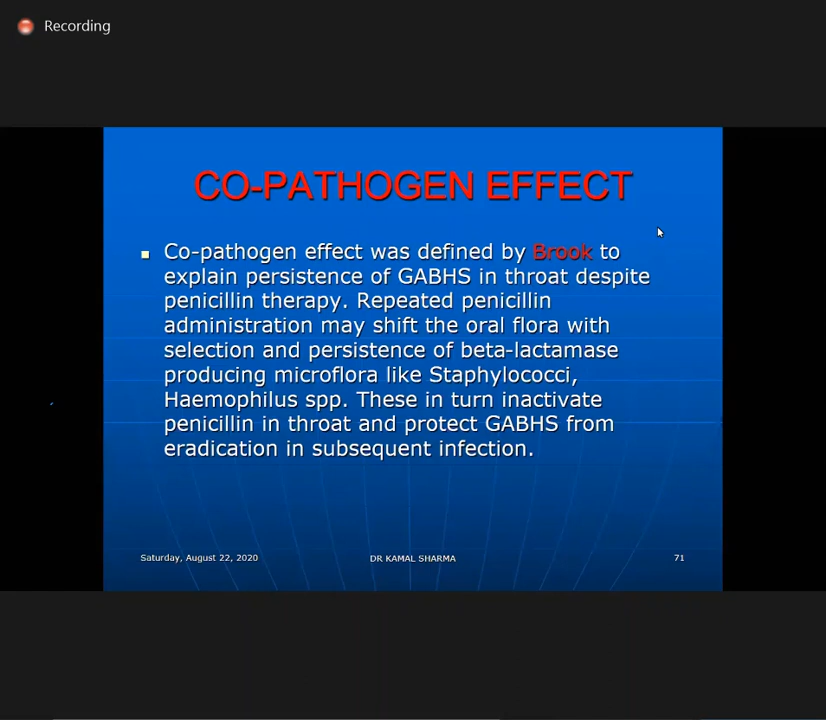 Recording
CO-PATHOGEN EFFECT
Co-pathogen effect was defined by Brook to
explain persistence of GABHS in throat despite
penicillin therapy. Repeated penicillin
administration may shift the oral flora with
selection and persistence of beta-lactamase
producing microflora like Staphylococci,
Haemophilus spp. These in turn inactivate
penicillin in throat and protect GABHS from
eradication in subsequent infection.
Saturday, August 22, 2020 DR KAMAL SHARMA 71